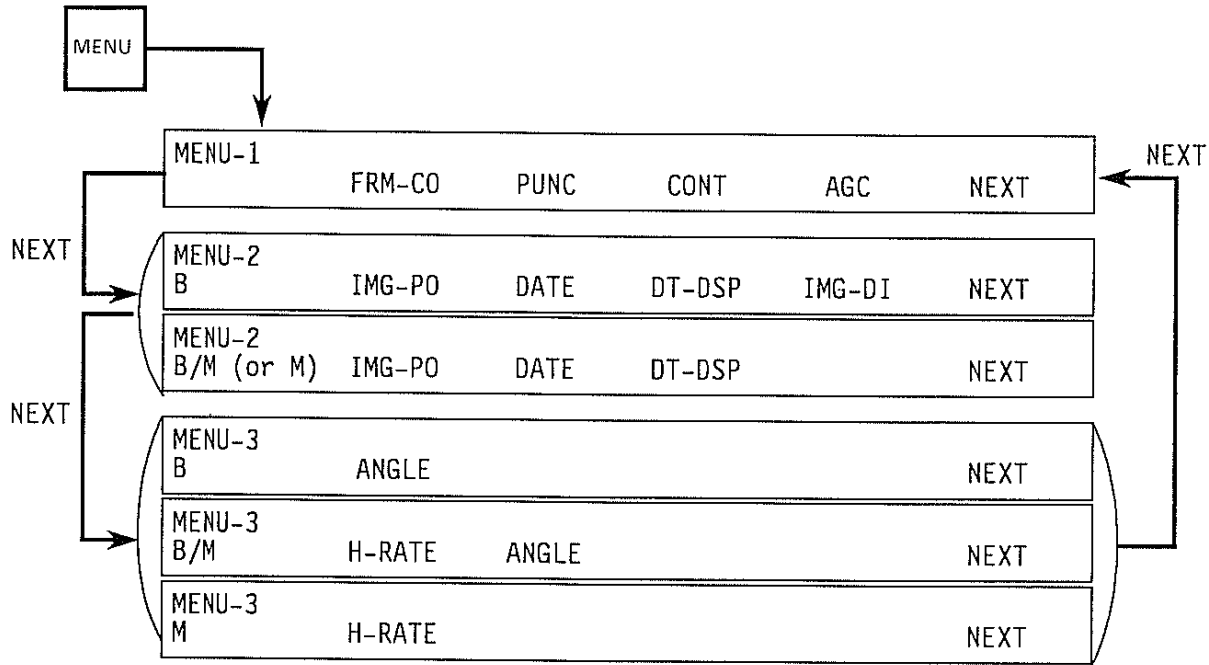 MENU
MENU-1
NEXT
FRM-CO PUNC CONT AGC NEXT
NEXT
MENU-2
B IMG-PO DATE DT-DSP IMG-DI NEXT
MENU-2
B/M (or M) IMG-PO DATE DT-DSP NEXT
NEXT
MENU-3
B ANGLE NEXT
MENU-3
B/M H-RATE ANGLE NEXT
MENU-3
M H-RATE NEXT